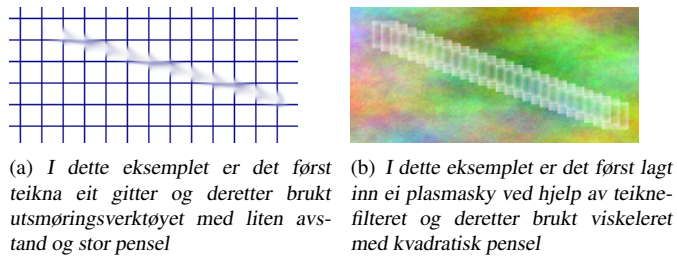 (a) I dette eksemplet er det først
teikna eit gitter og deretter brukt
utsmøringsverktøyet med liten avs-
tand og stor pensel
(b) I dette eksemplet er det først lagt
inn ei plasmasky ved hjelp av teikne-
filteret og deretter brukt viskeleret
med kvadratisk pensel